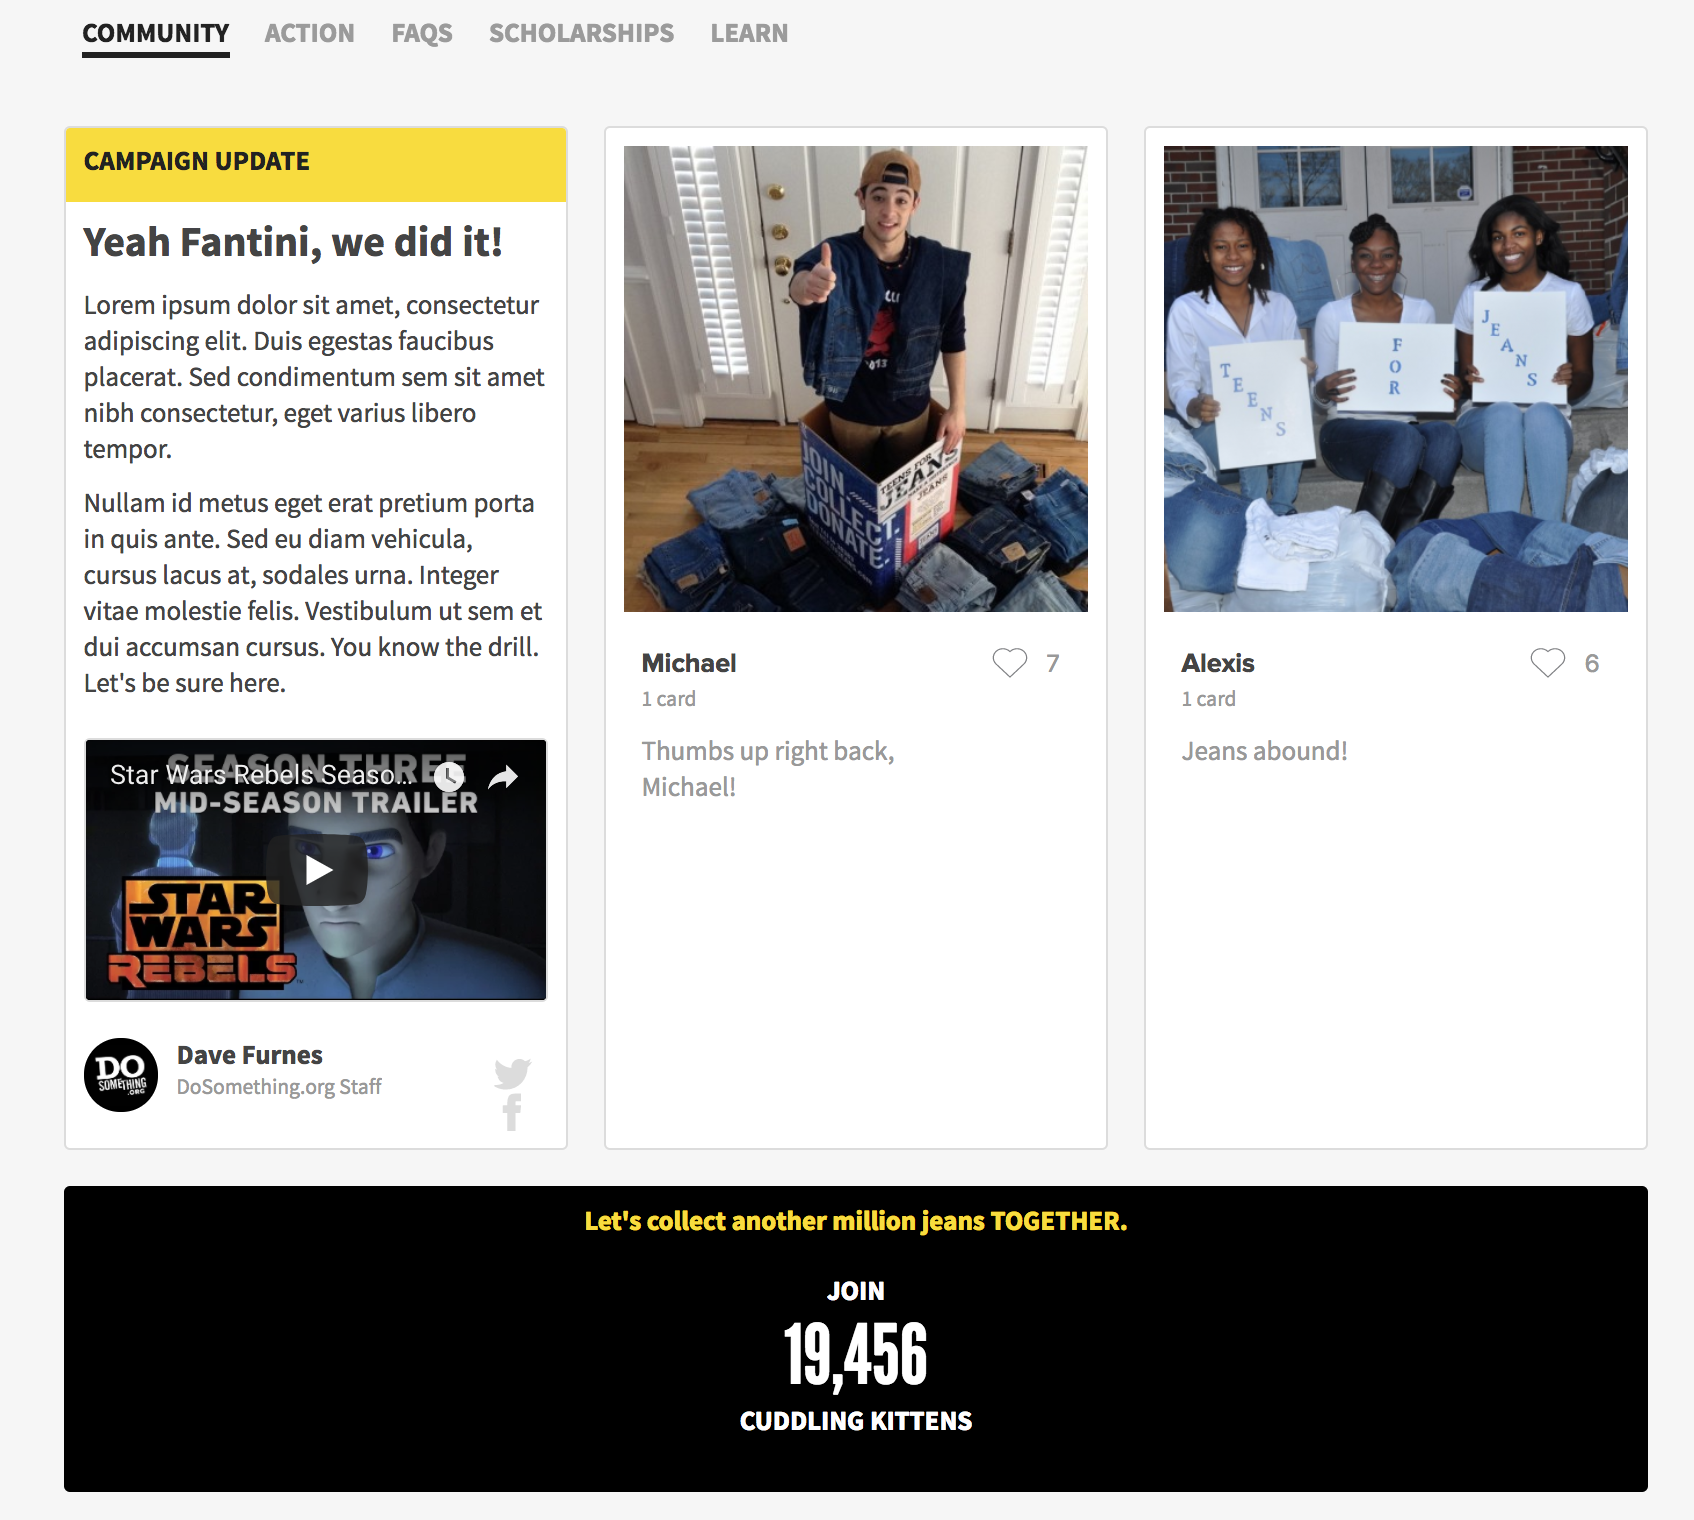 COMMUNITY ACTION FAQS SCHOLARSHIPS LEARN
CAMPAIGN UPDATE
Yeah Fantini, we did it!
Lorem ipsum dolor sit amet, consectetur
adipiscing elit. Duis egestas faucibus
placerat. Sed condimentum sem sit amet
nibh consectetur, eget varius libero
tempor.
Nullam id metus eget erat pretium porta
in quis ante. Sed eu diam vehicula,
cursus lacus at, sodales urna. Integer
vitae molestie felis. Vestibulum ut sem et
dui accumsan cursus. You know the drill.
Let's be sure here.
SEASON THREE
Star Wars Rebels Seaso...
MID-SEASON TRAILER
STAR
WARS
REBELS
DO
SOMETHING
.ORG
Dave Furnes
DoSomething.org Staff
2013
JOIN
COLLECT.
DONATE.
TEENS FOR
JEANS
JEANS
Michael
7
1 card
Thumbs up right back,
Michael!
TEENS
FOR
JEANS
Alexis
6
1 card
Jeans abound!
Let's collect another million jeans TOGETHER.
JOIN
19,456
CUDDLING KITTENS